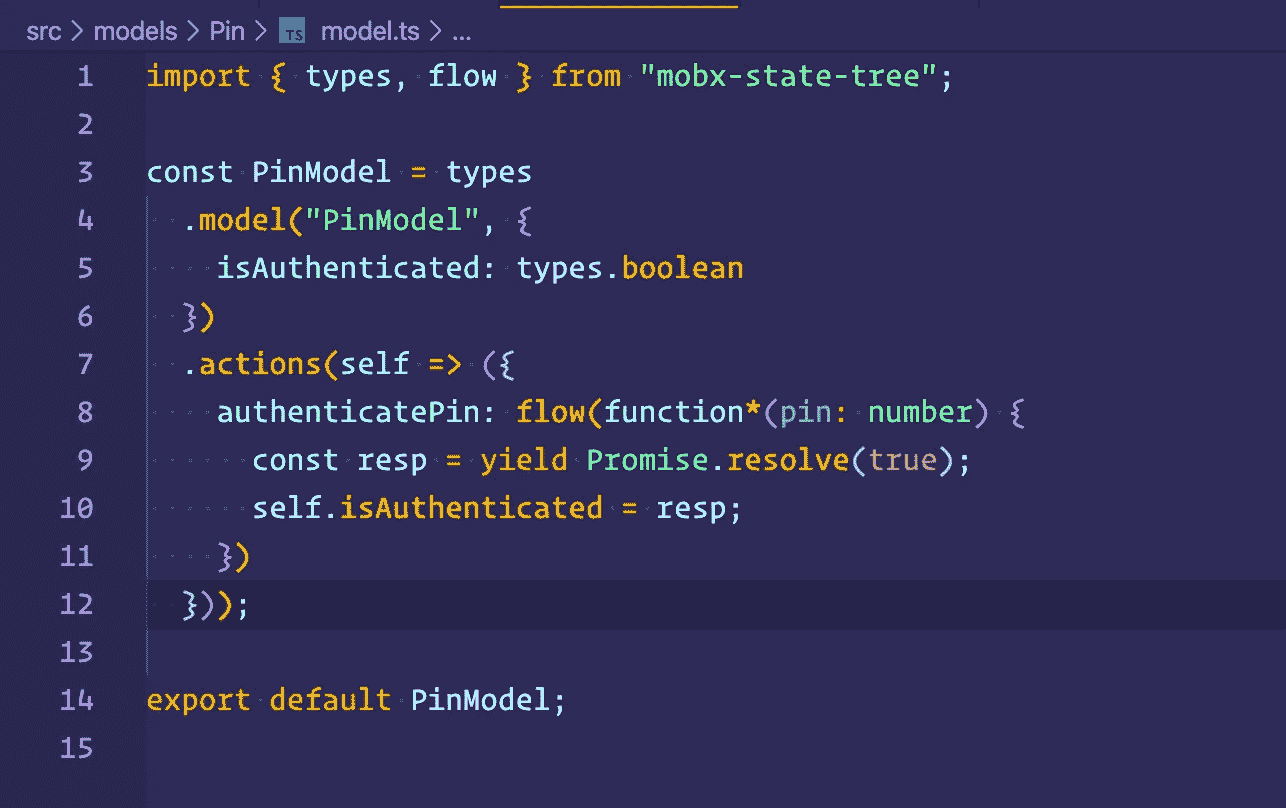 src > models > Pin > TS model.ts > ...
1 import { types, flow } from "mobx-state-tree";
2
3 const PinModel = types
4   .model("PinModel", {
5     isAuthenticated: types.boolean
6   })
7   .actions(self => ({
8     authenticatePin: flow(function*(pin: number) {
9       const resp = yield Promise.resolve(true);
10       self.isAuthenticated = resp;
11     })
12   }));
13
14 export default PinModel;
15